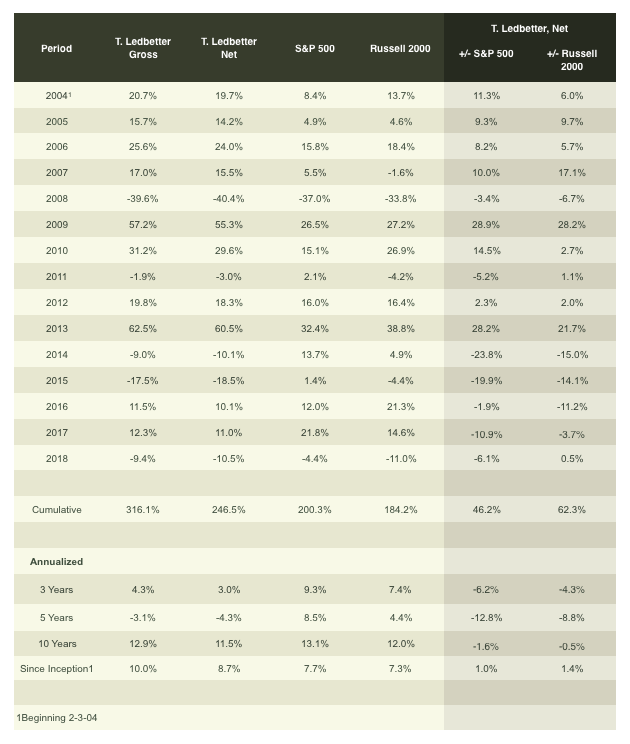 T. Ledbetter, Net
Period T. Ledbetter Gross T. Ledbetter Net S&P 500 Russell 2000 +/- S&P 500 +/- Russell 2000
2004¹ 20.7% 19.7% 8.4% 13.7% 11.3% 6.0%
2005 15.7% 14.2% 4.9% 4.6% 9.3% 9.7%
2006 25.6% 24.0% 15.8% 18.4% 8.2% 5.7%
2007 17.0% 15.5% 5.5% -1.6% 10.0% 17.1%
2008 -39.6% -40.4% -37.0% -33.8% -3.4% -6.7%
2009 57.2% 55.3% 26.5% 27.2% 28.9% 28.2%
2010 31.2% 29.6% 15.1% 26.9% 14.5% 2.7%
2011 -1.9% -3.0% 2.1% -4.2% -5.2% 1.1%
2012 19.8% 18.3% 16.0% 16.4% 2.3% 2.0%
2013 62.5% 60.5% 32.4% 38.8% 28.2% 21.7%
2014 -9.0% -10.1% 13.7% 4.9% -23.8% -15.0%
2015 -17.5% -18.5% 1.4% -4.4% -19.9% -14.1%
2016 11.5% 10.1% 12.0% 21.3% -1.9% -11.2%
2017 12.3% 11.0% 21.8% 14.6% -10.9% -3.7%
2018 -9.4% -10.5% -4.4% -11.0% -6.1% 0.5%
Cumulative 316.1% 246.5% 200.3% 184.2% 46.2% 62.3%
Annualized
3 Years 4.3% 3.0% 9.3% 7.4% -6.2% -4.3%
5 Years -3.1% -4.3% 8.5% 4.4% -12.8% -8.8%
10 Years 12.9% 11.5% 13.1% 12.0% -1.6% -0.5%
Since Inception1 10.0% 8.7% 7.7% 7.3% 1.0% 1.4%
1Beginning 2-3-04